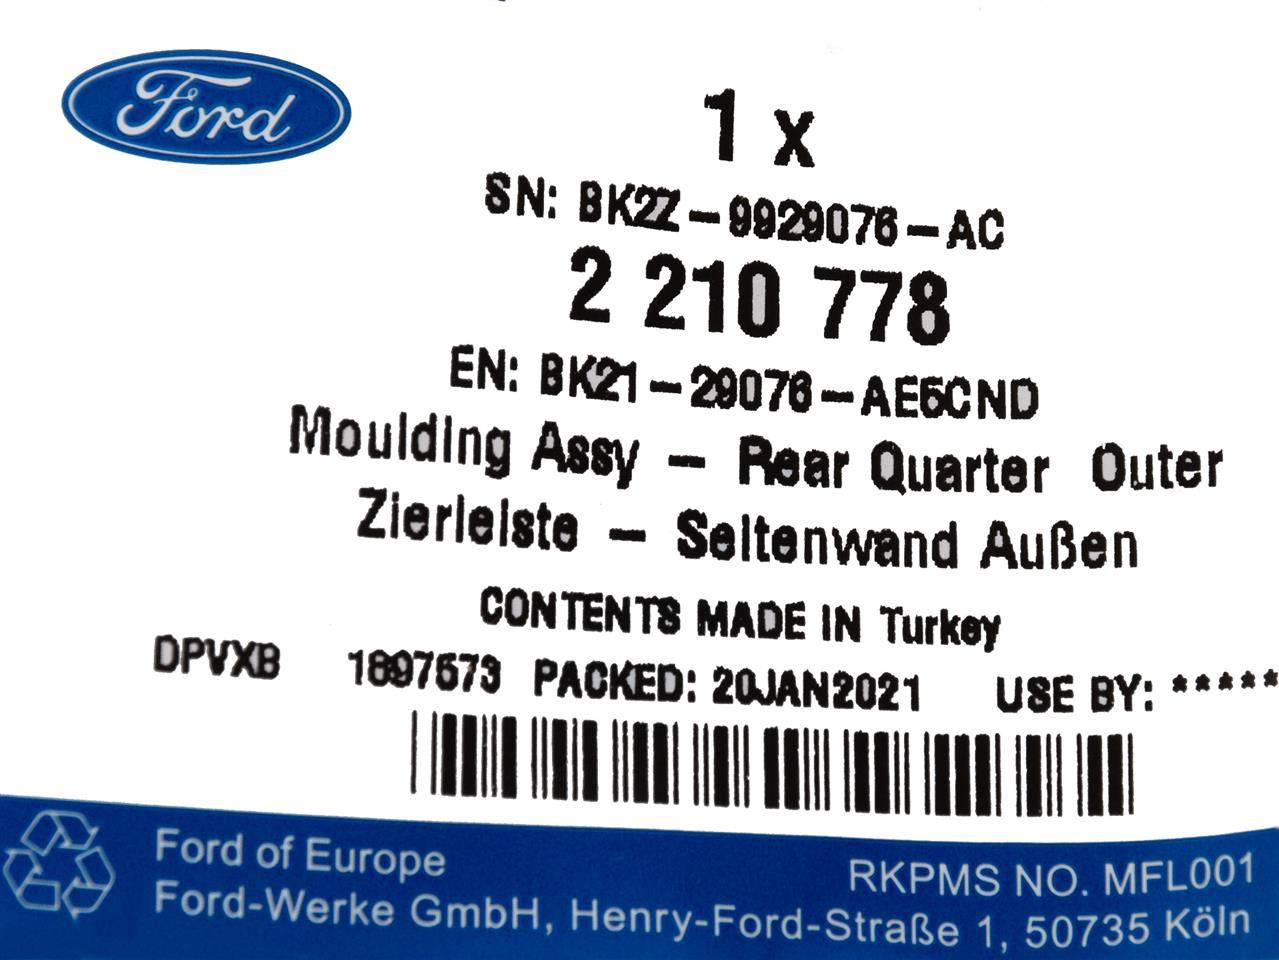 Ford
1 x
SN: BK2Z-9929076-AC
2 210 778
EN: BK21-29076-AE5CND
Moulding Assy - Rear Quarter Outer
Zierleiste - Seitenwand Außen
CONTENTS MADE IN Turkey
DPVXB 1897573 PACKED: 20JAN2021 USE BY: *****
Ford of Europe RKPMS NO. MFL001
Ford-Werke GmbH, Henry-Ford-Straße 1, 50735 Köln